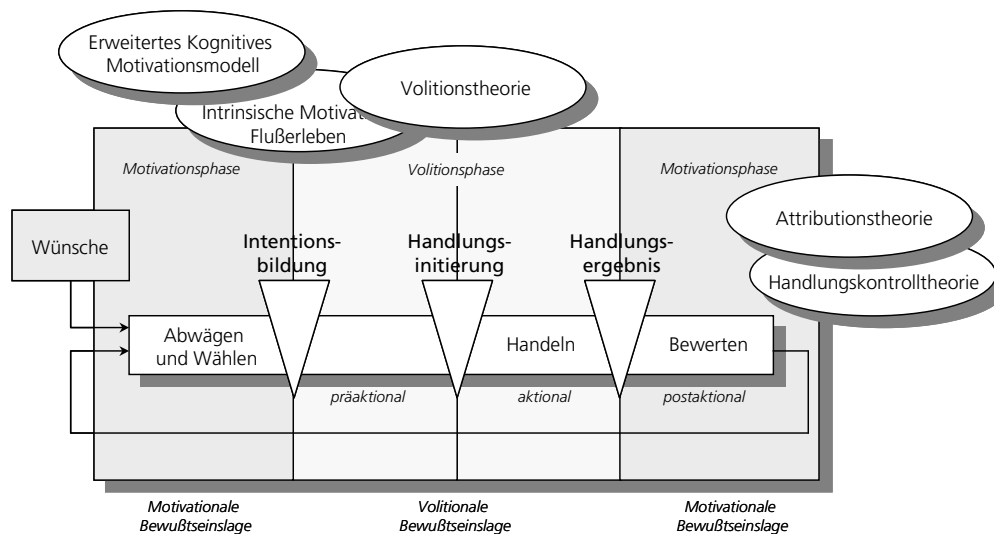 Erweitertes Kognitives
Motivationsmodell
Intrinsische Motivat
Flußerleben
Volitionstheorie
Motivationsphase
Volitionsphase
Motivationsphase
Attributionstheorie
Handlungskontrolltheorie
Wünsche
Intentions-
bildung
Handlungs-
initiierung
Handlungs-
ergebnis
Abwägen
und Wählen
Handeln
Bewerten
präaktional
aktional
postaktional
Motivationale
Bewußtseinslage
Volitionale
Bewußtseinslage
Motivationale
Bewußtseinslage